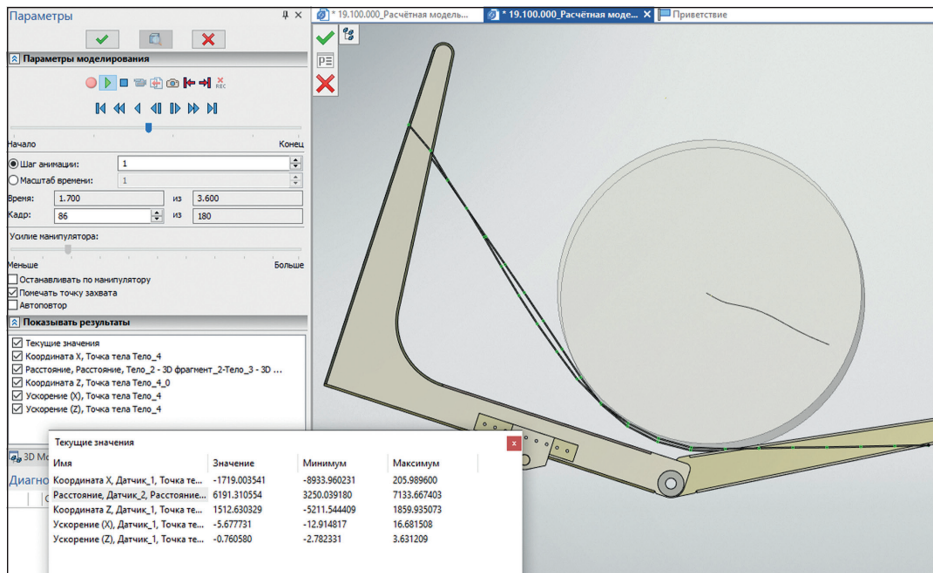 Параметры
* 19.100.000_Расчётная модель...
* 19.100.000_Расчётная моде...
Приветствие
Параметры моделирования
REC
Начало
Конец
Шаг анимации:
1
Масштаб времени:
1
Время:
1.700
из
3.600
Кадр:
86
из
180
Усилие манипулятора:
Меньше
Больше
Останавливать по манипулятору
Помечать точку захвата
Автоповтор
Показывать результаты
Текущие значения
Координата X, Точка тела Тело_4
Расстояние, Расстояние, Тело_2 - 3D фрагмент_2-Тело_3 - 3D ...
Координата Z, Точка тела Тело_4_0
Ускорение (X), Точка тела Тело_4
Ускорение (Z), Точка тела Тело_4
3D Мо
Диагно
Текущие значения
Имя Значение Минимум Максимум
Координата X, Датчик_1, Точка те... -1719.003541 -8933.960231 205.989600
Расстояние, Датчик_2, Расстояние... 6191.310554 3250.039180 7133.667403
Координата Z, Датчик_1, Точка те... 1512.630329 -5211.544409 1859.935073
Ускорение (X), Датчик_1, Точка те... -5.677731 -12.914817 16.681508
Ускорение (Z), Датчик_1, Точка те... -0.760580 -2.782331 3.631209